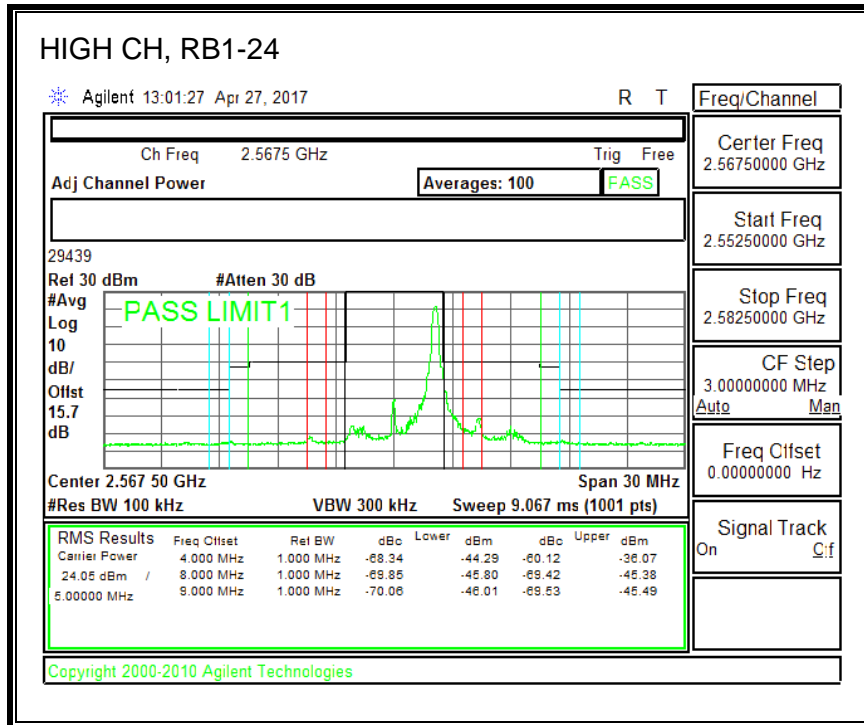 HIGH CH, RB1-24
Agilent 13:01:27 Apr 27, 2017 R T
Freq/Channel
Ch Freq 2.5675 GHz Trig Free
Adj Channel Power Averages: 100 PASS
29439
Ref 30 dBm #Atten 30 dB
#Avg
Log
10
dB/
Offst
15.7
dB
PASS LIMIT1
Center 2.567 50 GHz Span 30 MHz
#Res BW 100 kHz VBW 300 kHz Sweep 9.067 ms (1001 pts)
RMS Results Freq Offset Ref BW dBc Lower dBm dBc Upper dBm
Carrier Power 4.000 MHz 1.000 MHz -68.34 -44.29 -60.12 -36.07
24.05 dBm / 8.000 MHz 1.000 MHz -69.85 -45.80 -69.42 -45.38
5.00000 MHz 9.000 MHz 1.000 MHz -70.06 -46.01 -69.53 -45.49
Center Freq
2.56750000 GHz
Start Freq
2.55250000 GHz
Stop Freq
2.58250000 GHz
CF Step
3.00000000 MHz
Auto Man
Freq Offset
0.00000000 Hz
Signal Track
On Off
Copyright 2000-2010 Agilent Technologies